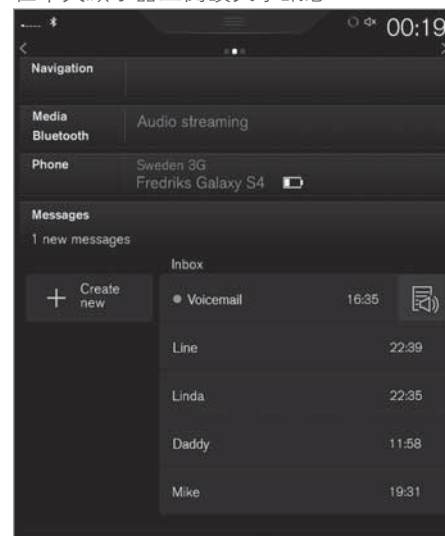 00:19
Navigation
Media
Bluetooth
Audio streaming
Phone
Sweden 3G
Fredriks Galaxy S4
Messages
1 new messages
Inbox
Create new
Voicemail 16:35
Line 22:39
Linda 22:35
Daddy 11:58
Mike 19:31